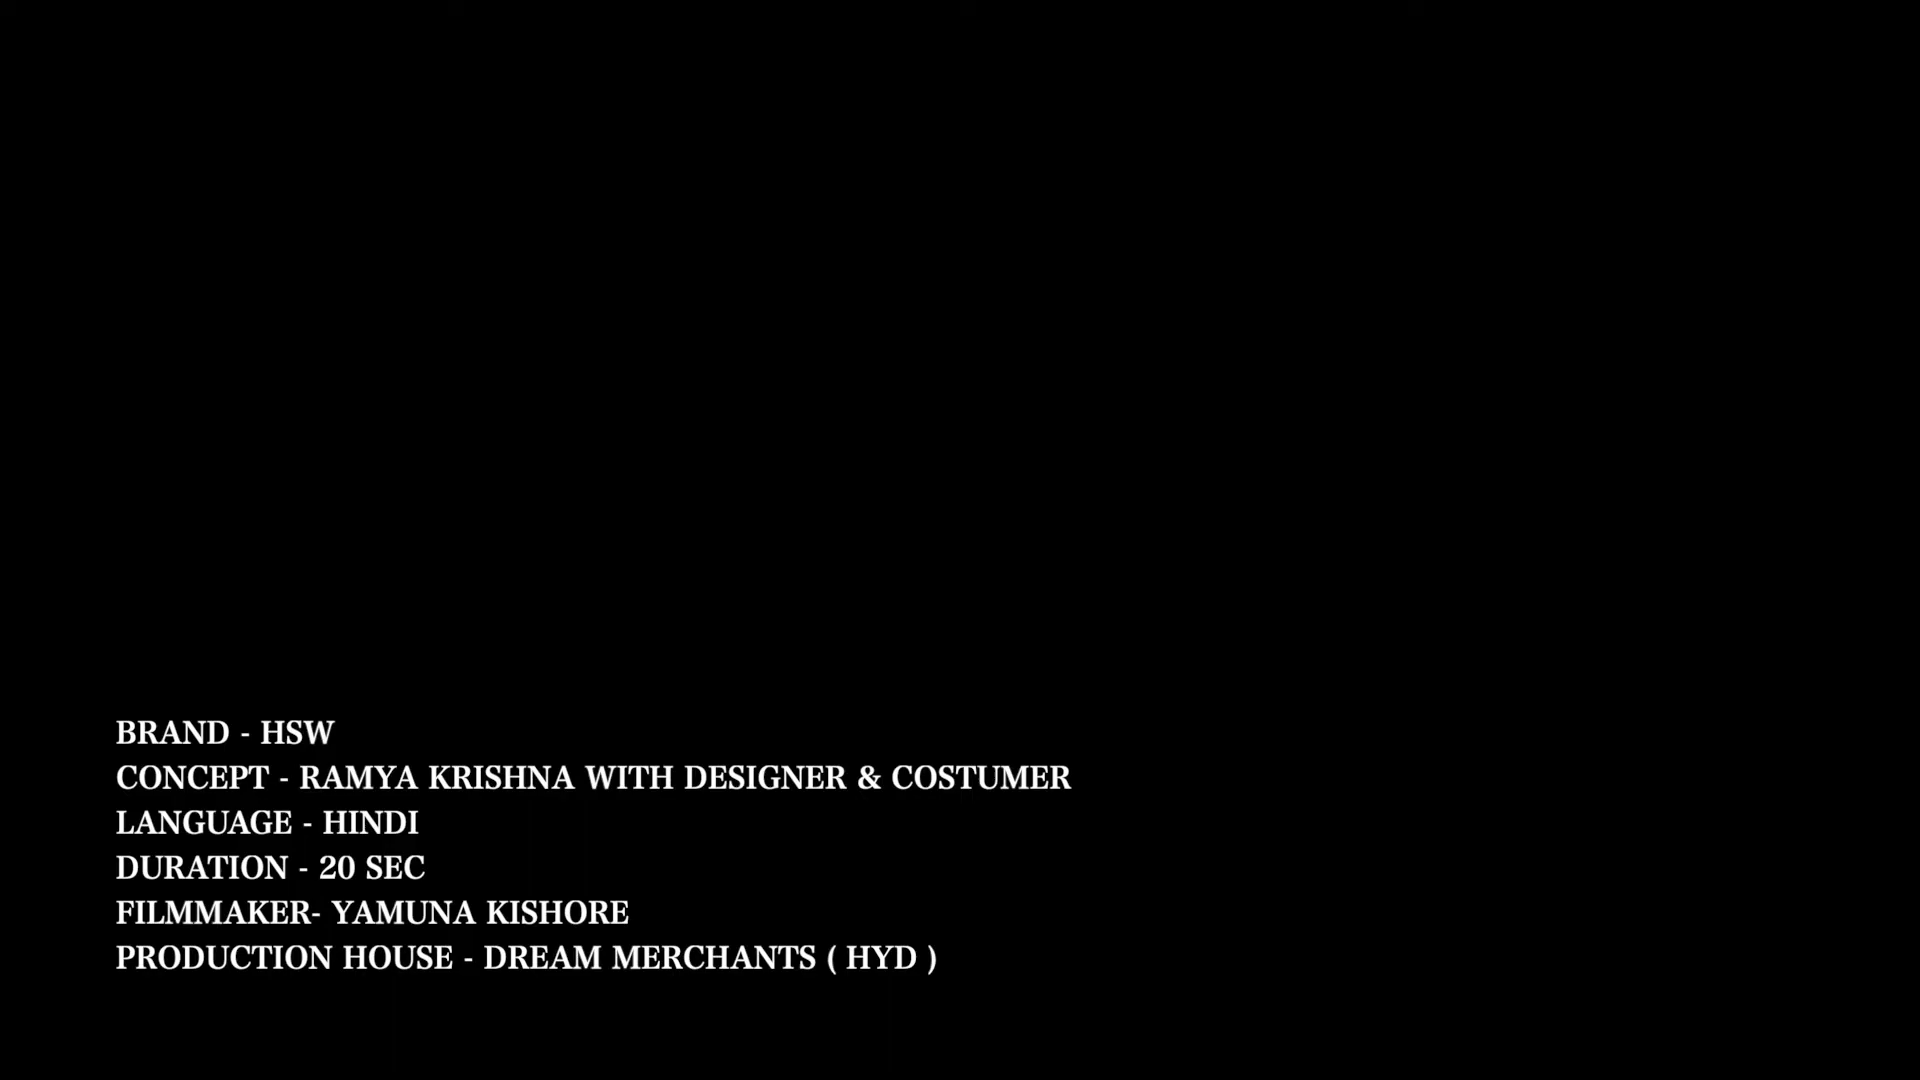 BRAND - HSW
CONCEPT - RAMYA KRISHNA WITH DESIGNER & COSTUMER
LANGUAGE - HINDI
DURATION - 20 SEC
FILMMAKER- YAMUNA KISHORE
PRODUCTION HOUSE - DREAM MERCHANTS ( HYD )